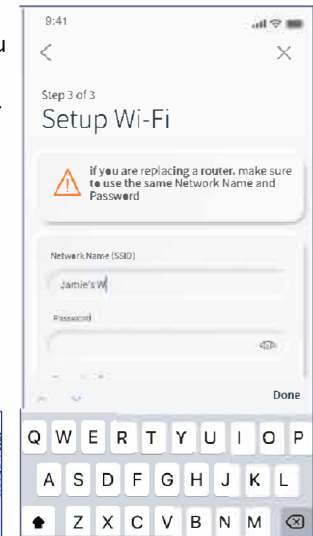 u
.
9:41
Step 3 of 3
Setup Wi-Fi
if you are replacing a router. make sure
to use the same Network Name and
Password
Network Name (SSID)
Jamie's W
Password
Done
Q W E R T Y U I O P
A S D F G H J K L
Z X C V B N M